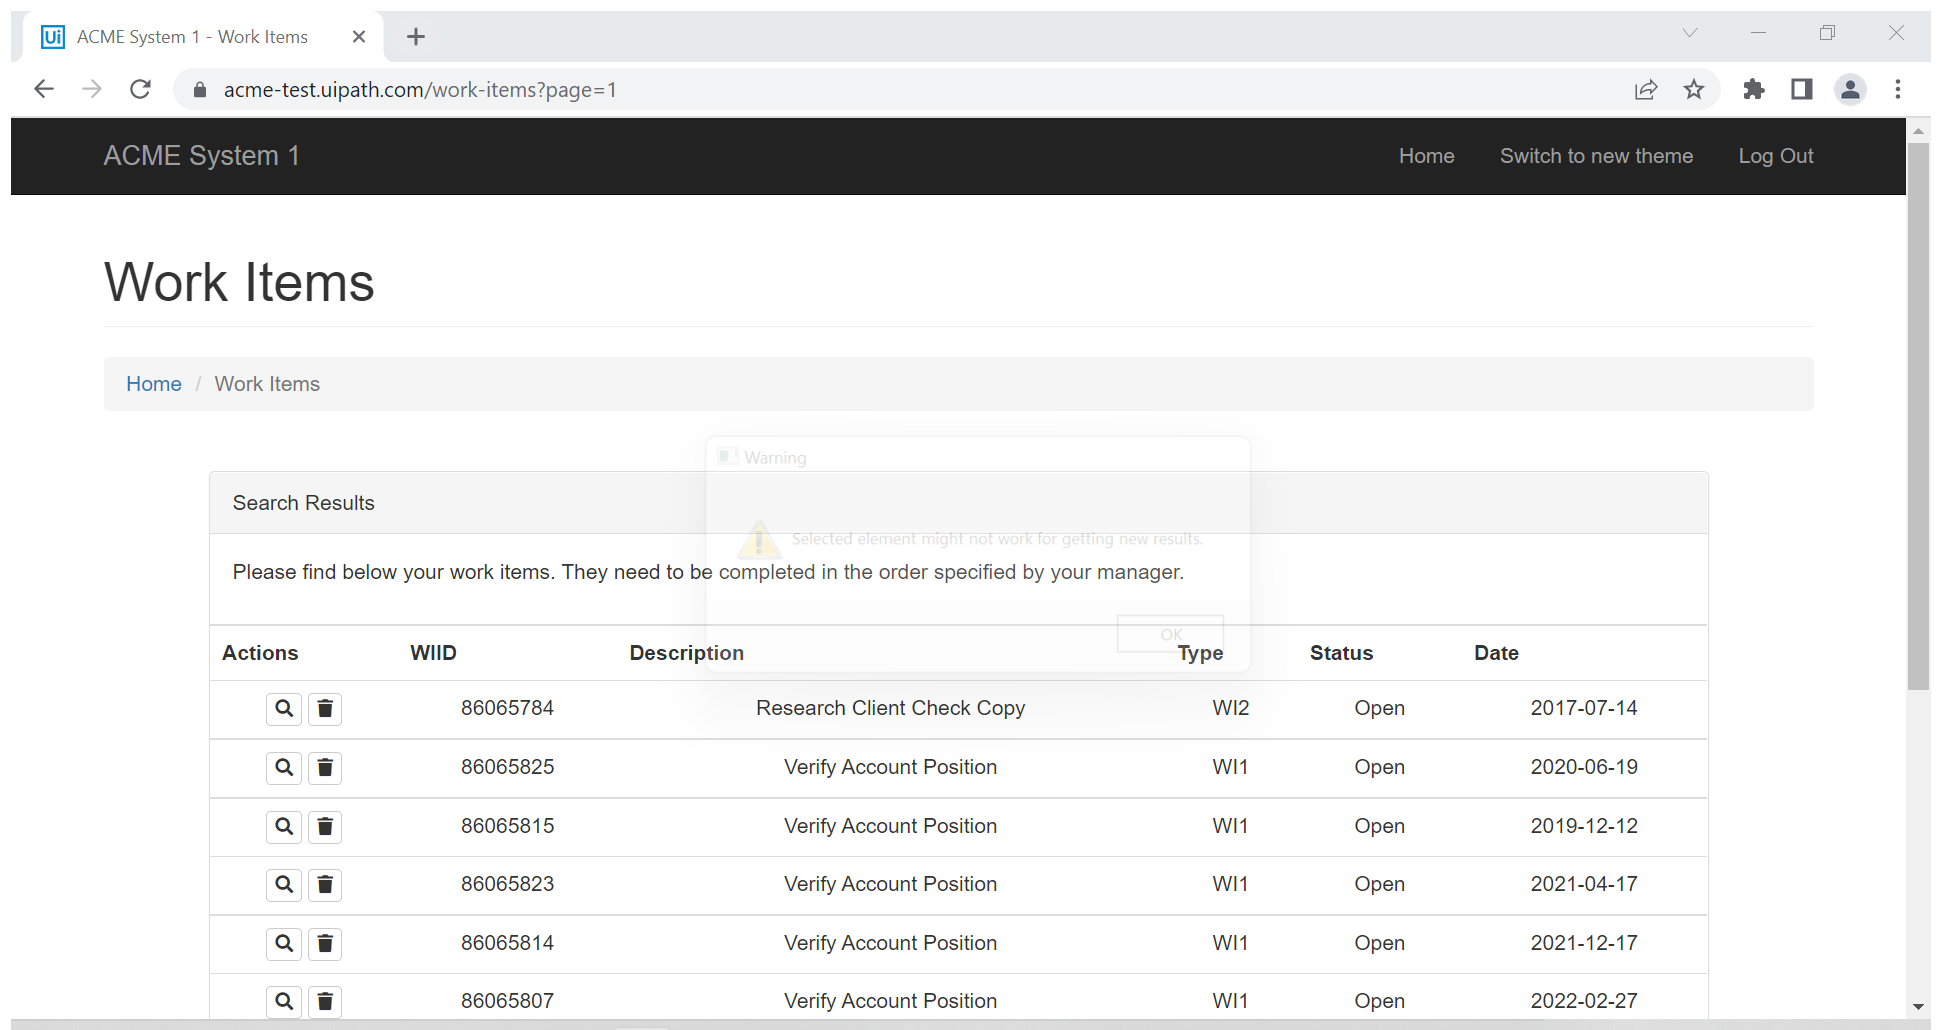 ACME System 1 - Work Items
acme-test.uipath.com/work-items?page=1
ACME System 1 Home Switch to new theme Log Out
Work Items
Home / Work Items
Warning
Search Results
Selected element might not work for getting new results.
Please find below your work items. They need to be completed in the order specified by your manager.
OK
Actions WIID Description Type Status Date
86065784 Research Client Check Copy WI2 Open 2017-07-14
86065825 Verify Account Position WI1 Open 2020-06-19
86065815 Verify Account Position WI1 Open 2019-12-12
86065823 Verify Account Position WI1 Open 2021-04-17
86065814 Verify Account Position WI1 Open 2021-12-17
86065807 Verify Account Position WI1 Open 2022-02-27